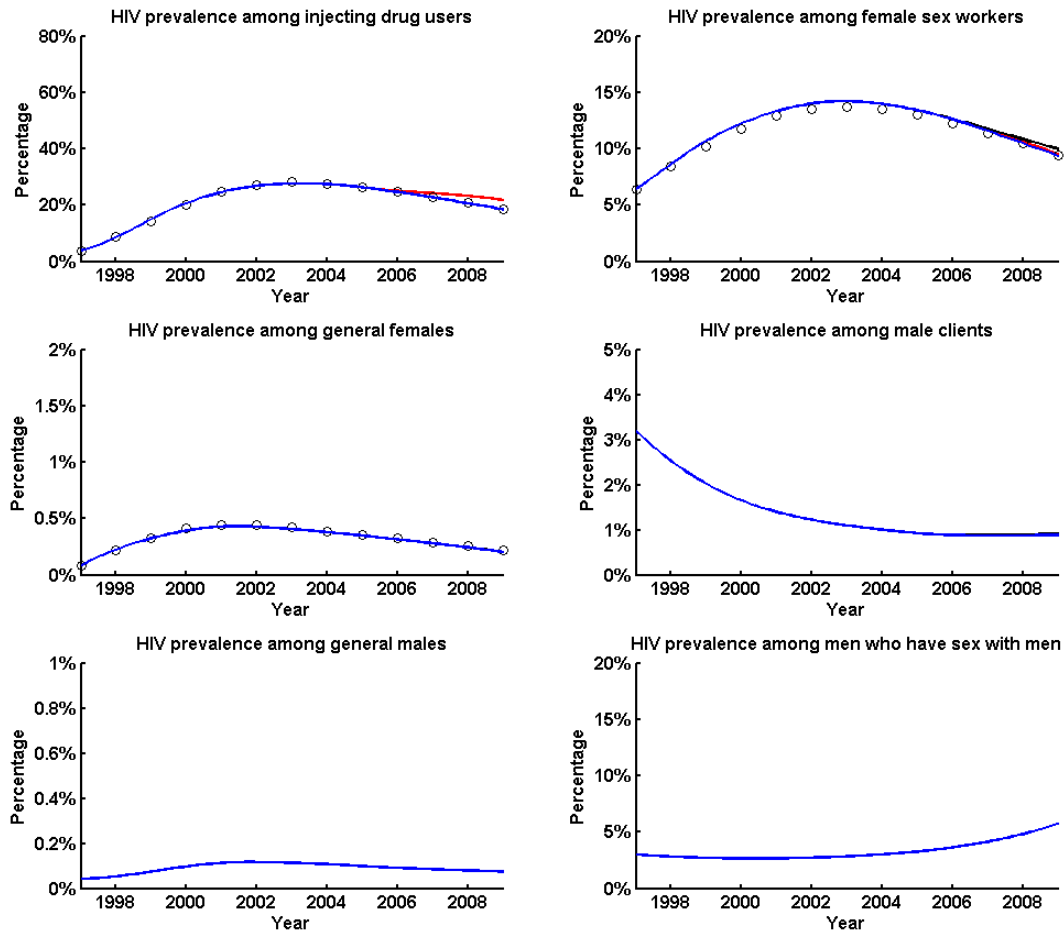 HIV prevalence among injecting drug users
80%
60%
40%
20%
0%
Percentage
1998 2000 2002 2004 2006 2008
Year
HIV prevalence among female sex workers
20%
15%
10%
5%
0%
Percentage
1998 2000 2002 2004 2006 2008
Year
HIV prevalence among general females
2%
1.5%
1%
0.5%
0%
Percentage
1998 2000 2002 2004 2006 2008
Year
HIV prevalence among male clients
5%
4%
3%
2%
1%
0%
Percentage
1998 2000 2002 2004 2006 2008
Year
HIV prevalence among general males
1%
0.8%
0.6%
0.4%
0.2%
0%
Percentage
1998 2000 2002 2004 2006 2008
Year
HIV prevalence among men who have sex with men
20%
15%
10%
5%
0%
Percentage
1998 2000 2002 2004 2006 2008
Year